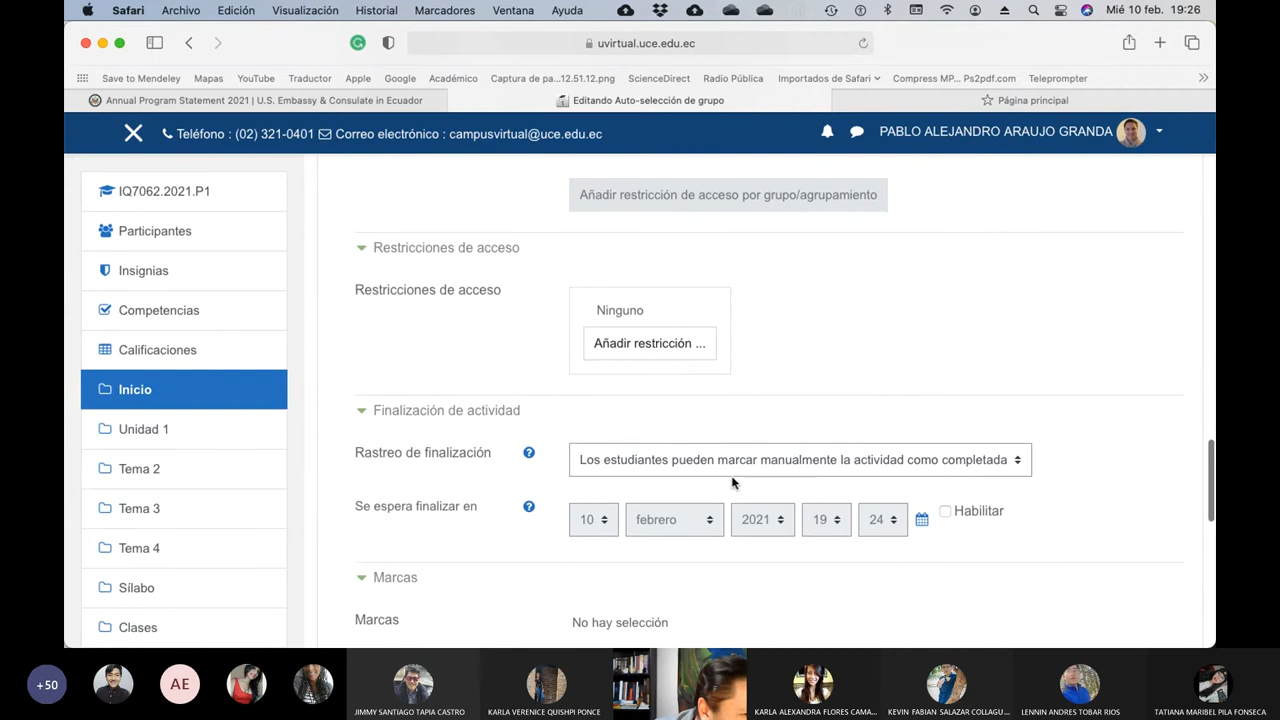 Safari Archivo Edición Visualización Historial Marcadores Ventana Ayuda Mié 10 feb. 19:26
uvirtual.uce.edu.ec
Save to Mendeley Mapas YouTube Traductor Apple Google Académico Captura de pa...12.51.12.png ScienceDirect Radio Pública Importados de Safari Compress MP... Ps2pdf.com Teleprompter
Annual Program Statement 2021 | U.S. Embassy & Consulate in Ecuador Editando Auto-selección de grupo Página principal
Teléfono : (02) 321-0401 Correo electrónico : campusvirtual@uce.edu.ec PABLO ALEJANDRO ARAUJO GRANDA
IQ7062.2021.P1
Participantes
Insignias
Competencias
Calificaciones
Inicio
Unidad 1
Tema 2
Tema 3
Tema 4
Sílabo
Clases
Añadir restricción de acceso por grupo/agrupamiento
Restricciones de acceso
Restricciones de acceso
Ninguno
Añadir restricción ...
Finalización de actividad
Rastreo de finalización ? Los estudiantes pueden marcar manualmente la actividad como completada
Se espera finalizar en ? 10 febrero 2021 19 24 Habilitar
Marcas
Marcas No hay selección
+50 AE JIMMY SANTIAGO TAPIA CASTRO KARLA VERENICE QUISHPI PONCE KARLA ALEXANDRA FLORES CAMA... KEVIN FABIAN SALAZAR COLLAGU... LENNIN ANDRES TOBAR RIOS TATIANA MARIBEL PILA FONSECA